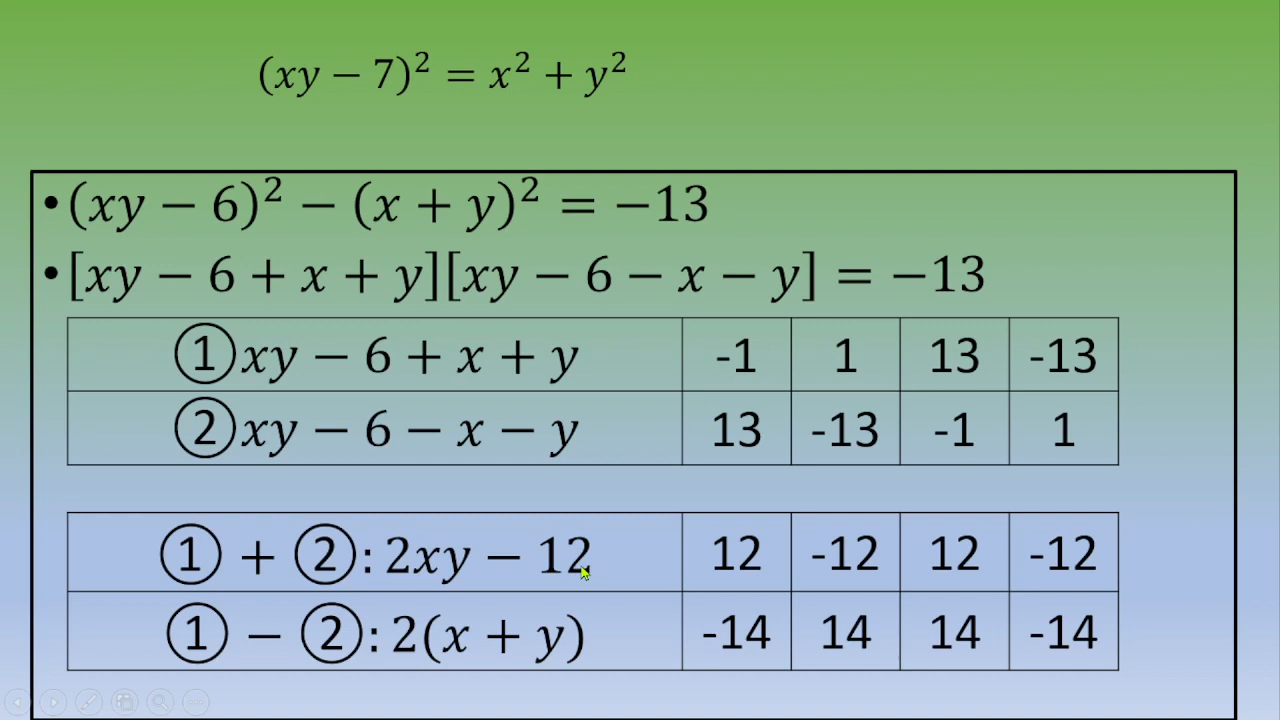 (xy − 7)² = x² + y²
•(xy − 6)² − (x + y)² = −13
•[xy − 6 + x + y][xy − 6 − x − y] = −13
①xy − 6 + x + y -1 1 13 -13
②xy − 6 − x − y 13 -13 -1 1
① + ②: 2xy − 12 12 -12 12 -12
① − ②: 2(x + y) -14 14 14 -14